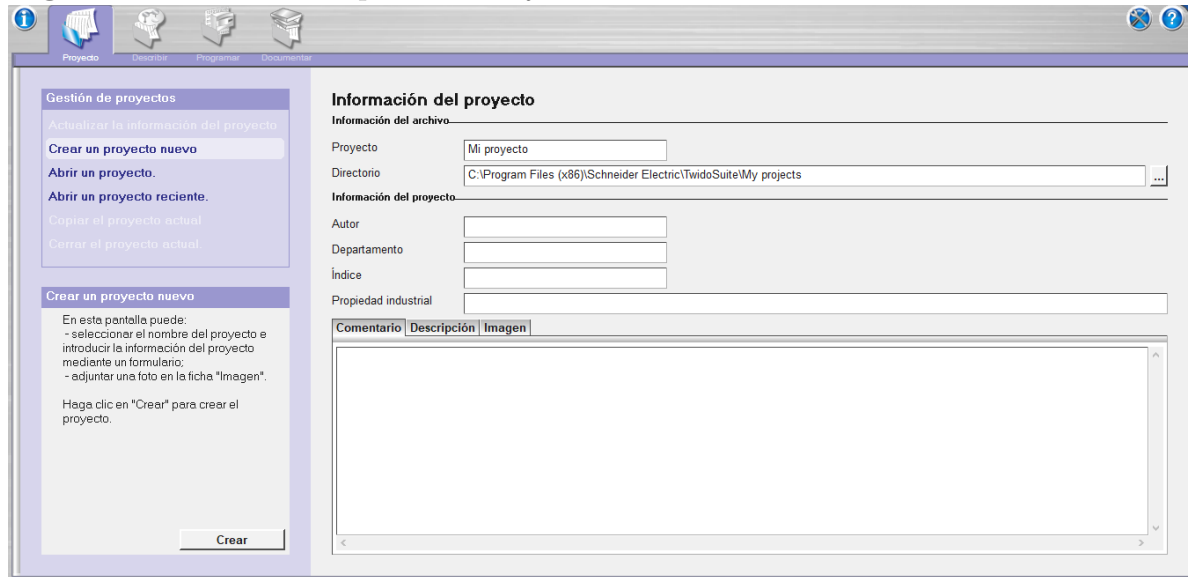 Proyecto
Describir
Programar
Documentar
Gestión de proyectos
Actualizar la información del proyecto
Crear un proyecto nuevo
Abrir un proyecto.
Abrir un proyecto reciente.
Copiar el proyecto actual
Cerrar el proyecto actual.
Crear un proyecto nuevo
En esta pantalla puede:
- seleccionar el nombre del proyecto e
introducir la información del proyecto
mediante un formulario;
- adjuntar una foto en la ficha "Imagen".
Haga clic en "Crear" para crear el
proyecto.
Crear
Información del proyecto
Información del archivo
Proyecto
Mi proyecto
Directorio
C:\Program Files (x86)\Schneider Electric\TwidoSuite\My projects
...
Información del proyecto
Autor
Departamento
Índice
Propiedad industrial
Comentario Descripción Imagen